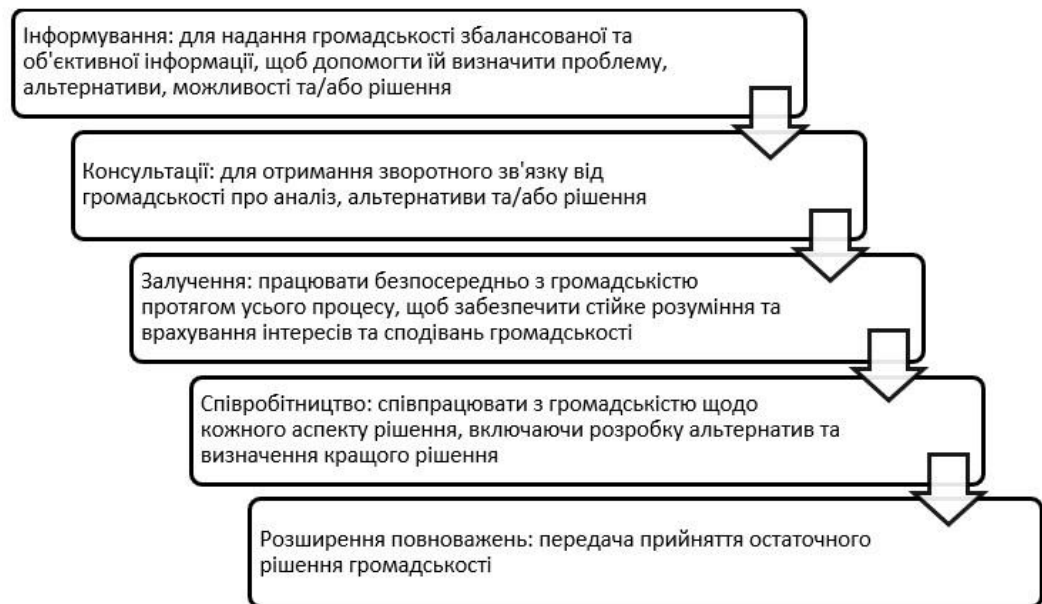 Інформування: для надання громадськості збалансованої та
об'єктивної інформації, щоб допомогти їй визначити проблему,
альтернативи, можливості та/або рішення
Консультації: для отримання зворотного зв'язку від
громадськості про аналіз, альтернативи та/або рішення
Залучення: працювати безпосередньо з громадськістю
протягом усього процесу, щоб забезпечити стійке розуміння та
врахування інтересів та сподівань громадськості
Співробітництво: співпрацювати з громадськістю щодо
кожного аспекту рішення, включаючи розробку альтернатив та
визначення кращого рішення
Розширення повноважень: передача прийняття остаточного
рішення громадськості